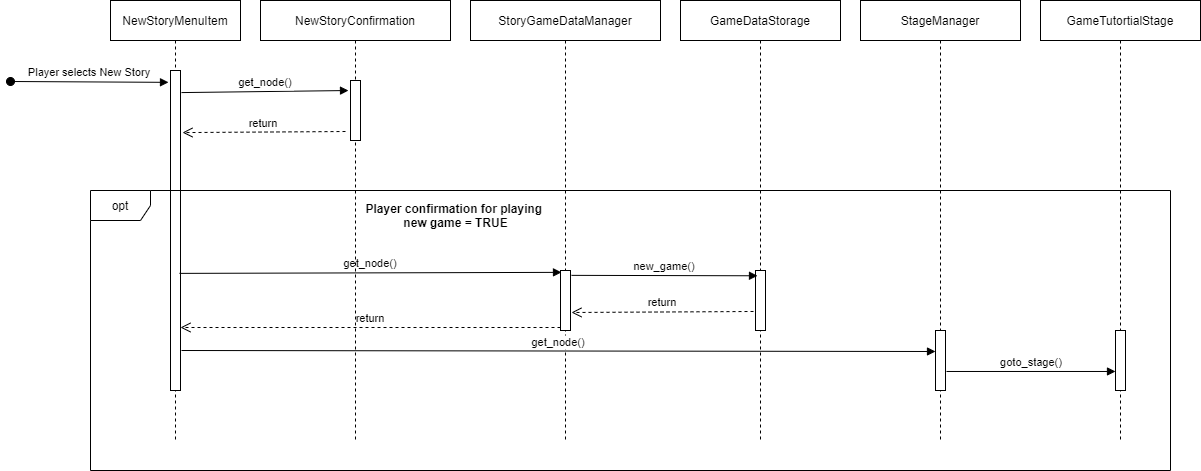 NewStoryMenuItem
NewStoryConfirmation
StoryGameDataManager
GameDataStorage
StageManager
GameTutortialStage
Player selects New Story
get_node()
return
opt
Player confirmation for playing
new game = TRUE
get_node()
new_game()
return
return
get_node()
goto_stage()